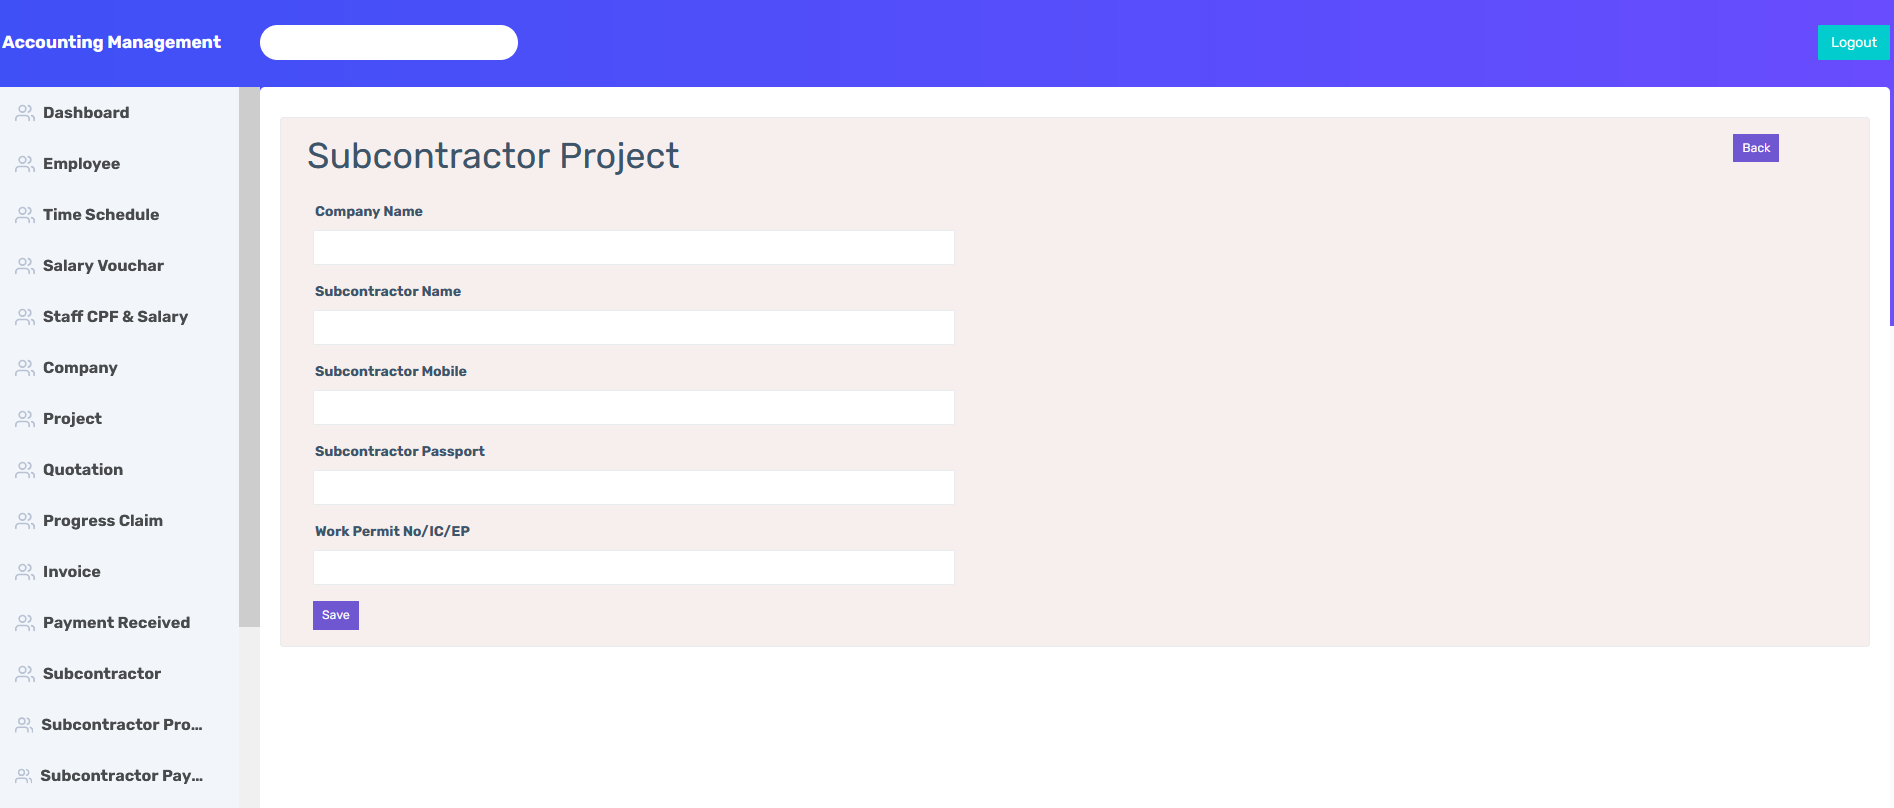 Accounting Management
Logout
Dashboard
Employee
Time Schedule
Salary Vouchar
Staff CPF & Salary
Company
Project
Quotation
Progress Claim
Invoice
Payment Received
Subcontractor
Subcontractor Pro...
Subcontractor Pay...
Subcontractor Project
Back
Company Name
Subcontractor Name
Subcontractor Mobile
Subcontractor Passport
Work Permit No/IC/EP
Save